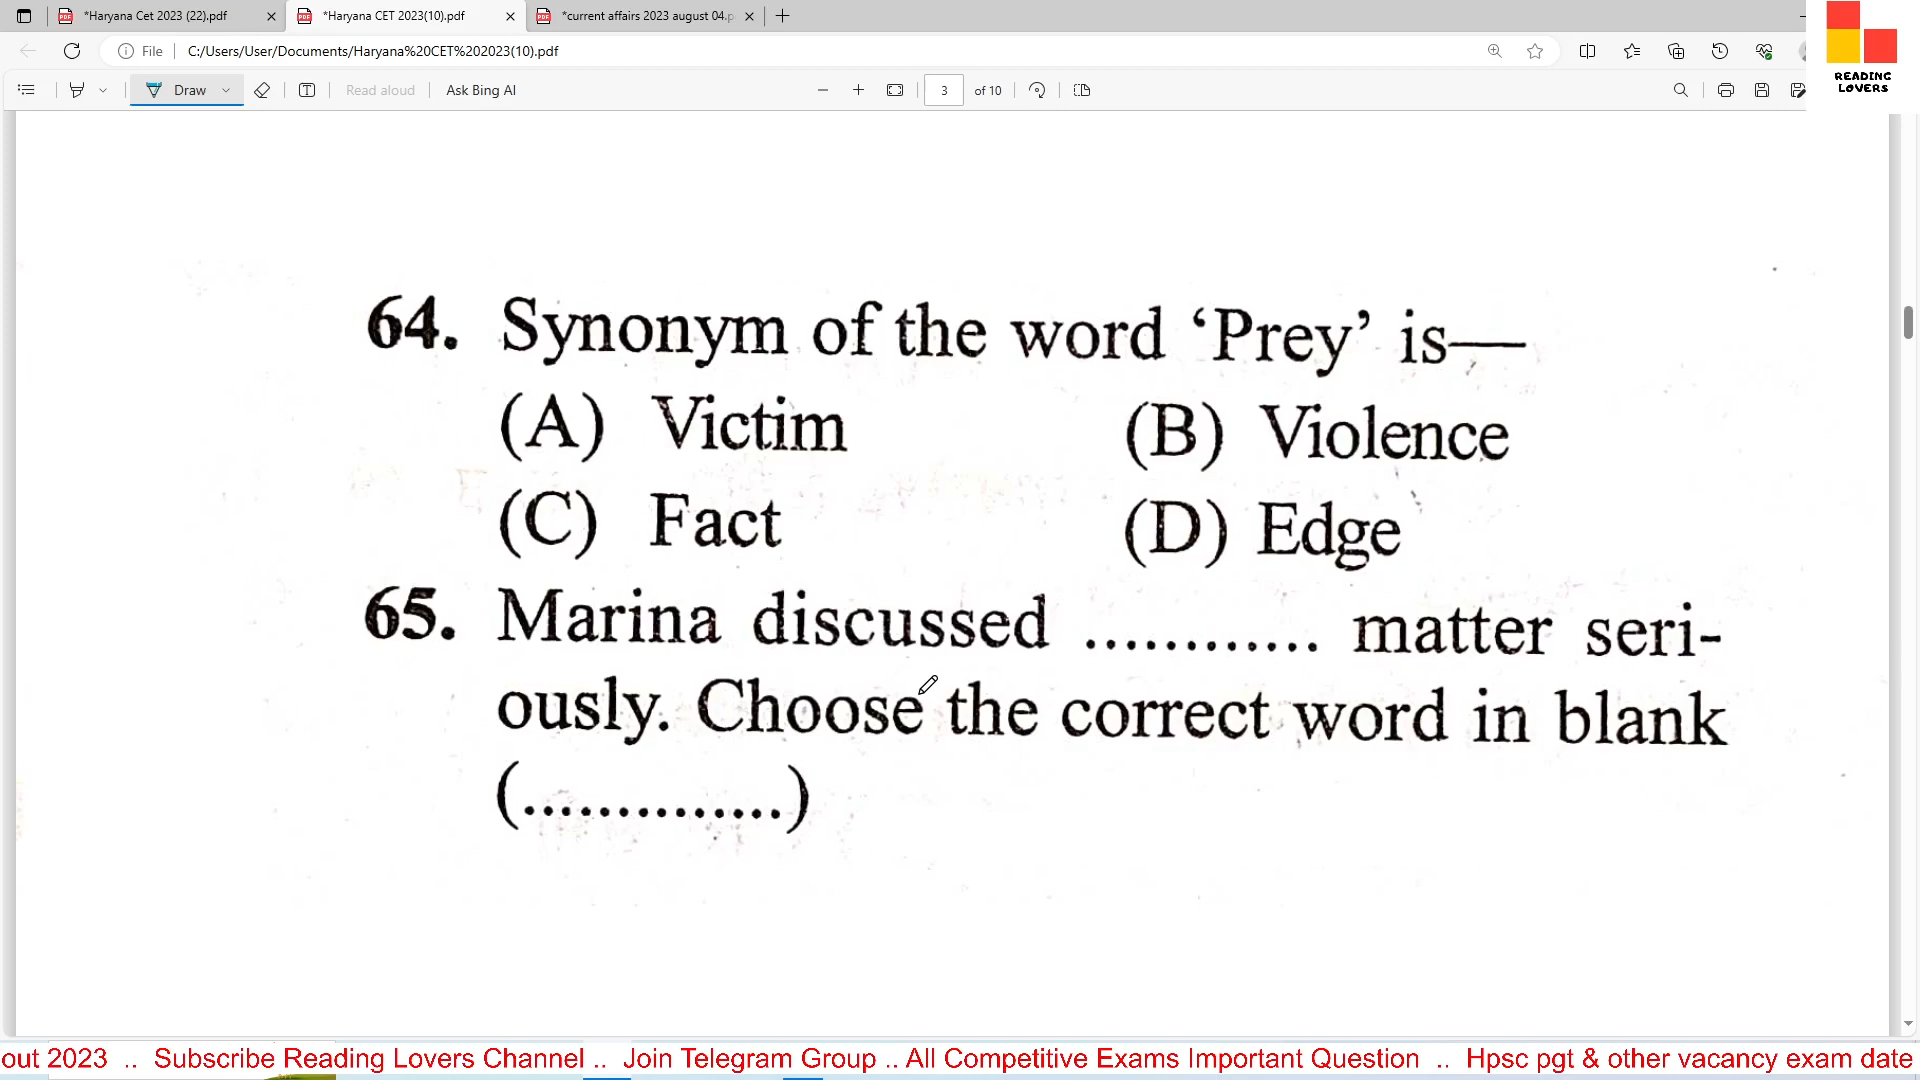 *Haryana Cet 2023 (22).pdf
*Haryana CET 2023(10).pdf
*current affairs 2023 august 04.p
File
C:/Users/User/Documents/Haryana%20CET%202023(10).pdf
READING
LOVERS
Draw
Read aloud
Ask Bing AI
3
of 10
64. Synonym of the word ‘Prey’ is—
(A) Victim (B) Violence
(C) Fact (D) Edge
65. Marina discussed ............ matter seri-
ously. Choose the correct word in blank
(..............)
out 2023 .. Subscribe Reading Lovers Channel .. Join Telegram Group .. All Competitive Exams Important Question .. Hpsc pgt & other vacancy exam date